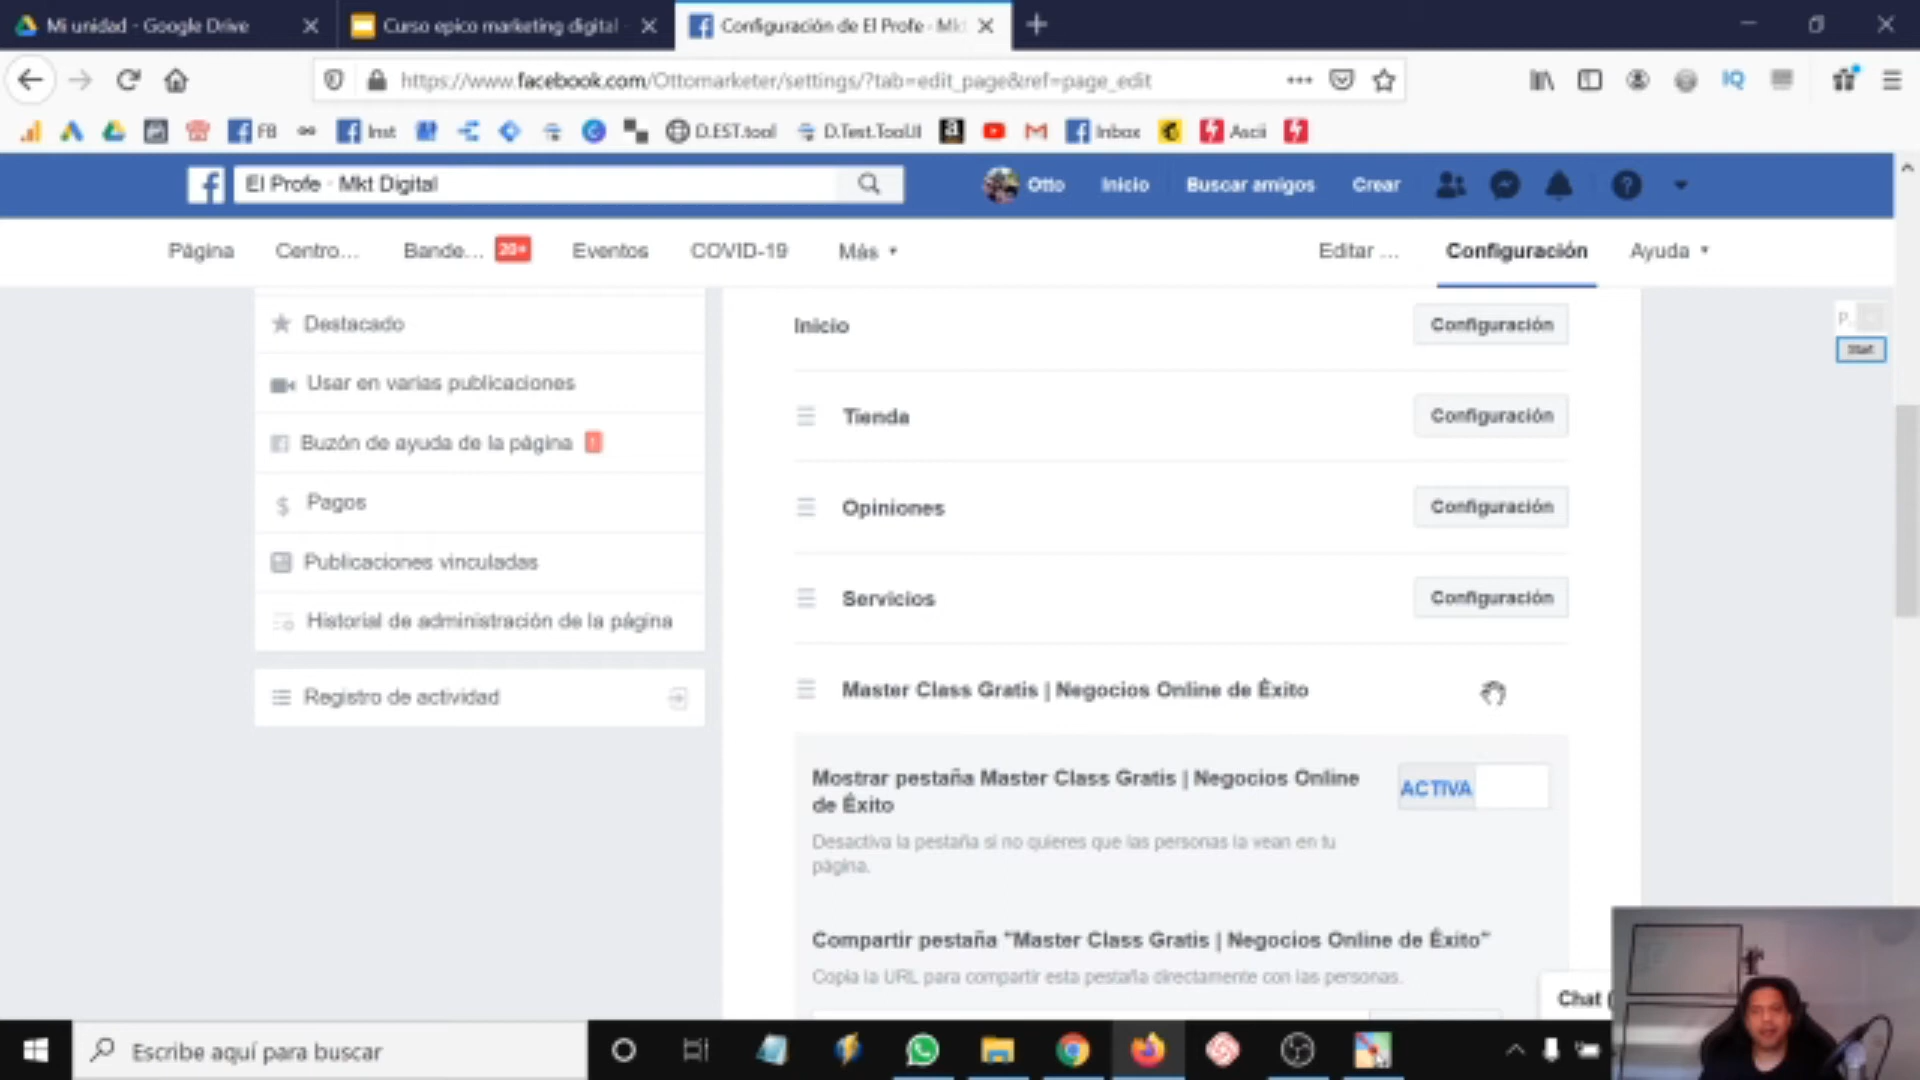 Mi unidad - Google Drive
Curso epico marketing digital
Configuración de El Profe - Mk
https://www.facebook.com/Ottomarketer/settings/?tab=edit_page&ref=page_edit
IQ
FB
Inst
D.EST.tool
D.Test.ToolUI
Inbox
Ascii
El Profe - Mkt Digital
Otto
Inicio
Buscar amigos
Crear
Página
Centro...
Bande...
20+
Eventos
COVID-19
Más
Editar ...
Configuración
Ayuda
Destacado
Usar en varias publicaciones
Buzón de ayuda de la página
Pagos
Publicaciones vinculadas
Historial de administración de la página
Registro de actividad
Inicio
Configuración
Tienda
Configuración
Opiniones
Configuración
Servicios
Configuración
Master Class Gratis | Negocios Online de Éxito
Mostrar pestaña Master Class Gratis | Negocios Online
de Éxito
ACTIVA
Desactiva la pestaña si no quieres que las personas la vean en tu
página.
Compartir pestaña "Master Class Gratis | Negocios Online de Éxito"
Copia la URL para compartir esta pestaña directamente con las personas.
P...
Start
Chat (
Escribe aquí para buscar